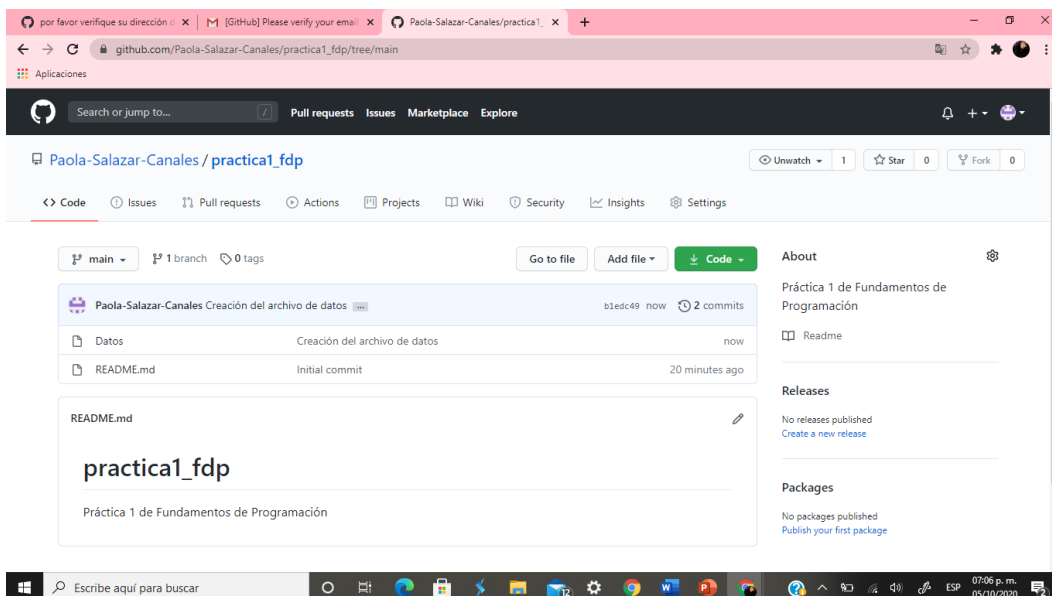 por favor verifique su dirección d
[GitHub] Please verify your email
Paola-Salazar-Canales/practica1_
github.com/Paola-Salazar-Canales/practica1_fdp/tree/main
Aplicaciones
Search or jump to... /
Pull requests Issues Marketplace Explore
Paola-Salazar-Canales / practica1_fdp
Unwatch 1 Star 0 Fork 0
Code Issues Pull requests Actions Projects Wiki Security Insights Settings
main 1 branch 0 tags
Go to file Add file Code
Paola-Salazar-Canales Creación del archivo de datos ... b1edc49 now 2 commits
Datos Creación del archivo de datos now
README.md Initial commit 20 minutes ago
README.md
practica1_fdp
Práctica 1 de Fundamentos de Programación
About
Práctica 1 de Fundamentos de
Programación
Readme
Releases
No releases published
Create a new release
Packages
No packages published
Publish your first package
Escribe aquí para buscar
12
ESP
07:06 p. m.
05/10/2020
2